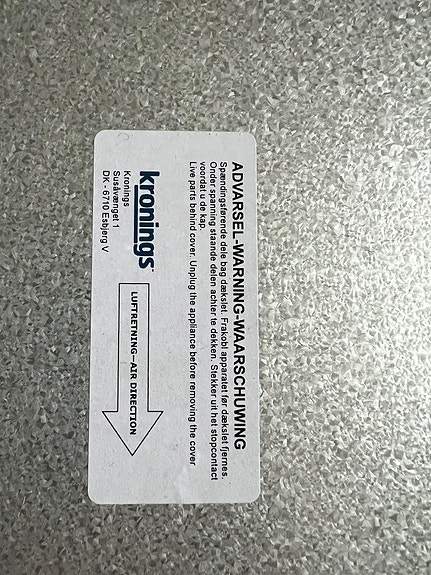 ADVARSEL-WARNING-WAARSCHUWING
Spændingsførende dele bag dækslet. Frakobl apparatet før dækslet fjernes
Onder spanning staande delen achter te dekken. Stekker uit het stopcontact
voordat u de kap.
Live parts behind cover. Unplug the appliance before removing the cover
kronings
Kronings
Susåvænget 1
DK - 6710 Esbjerg V
LUFTRETNING—AIR DIRECTION